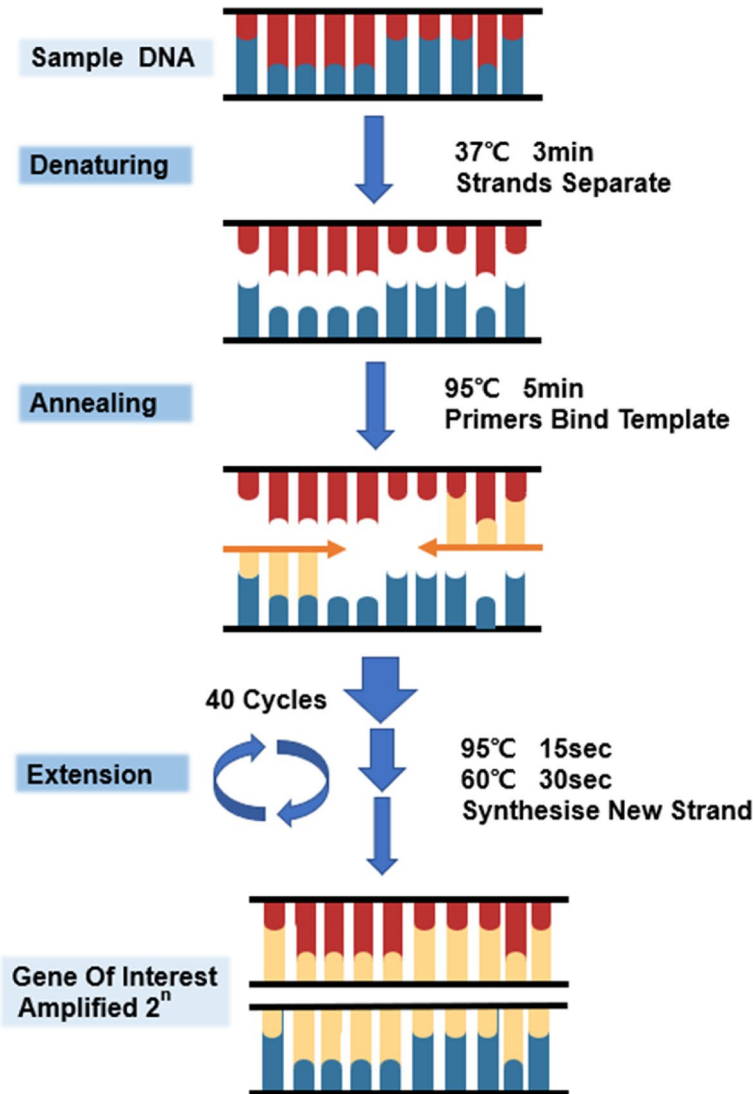 Sample DNA
Denaturing
37℃ 3min
Strands Separate
Annealing
95℃ 5min
Primers Bind Template
40 Cycles
Extension
95℃ 15sec
60℃ 30sec
Synthesise New Strand
Gene Of Interest
Amplified 2ⁿ